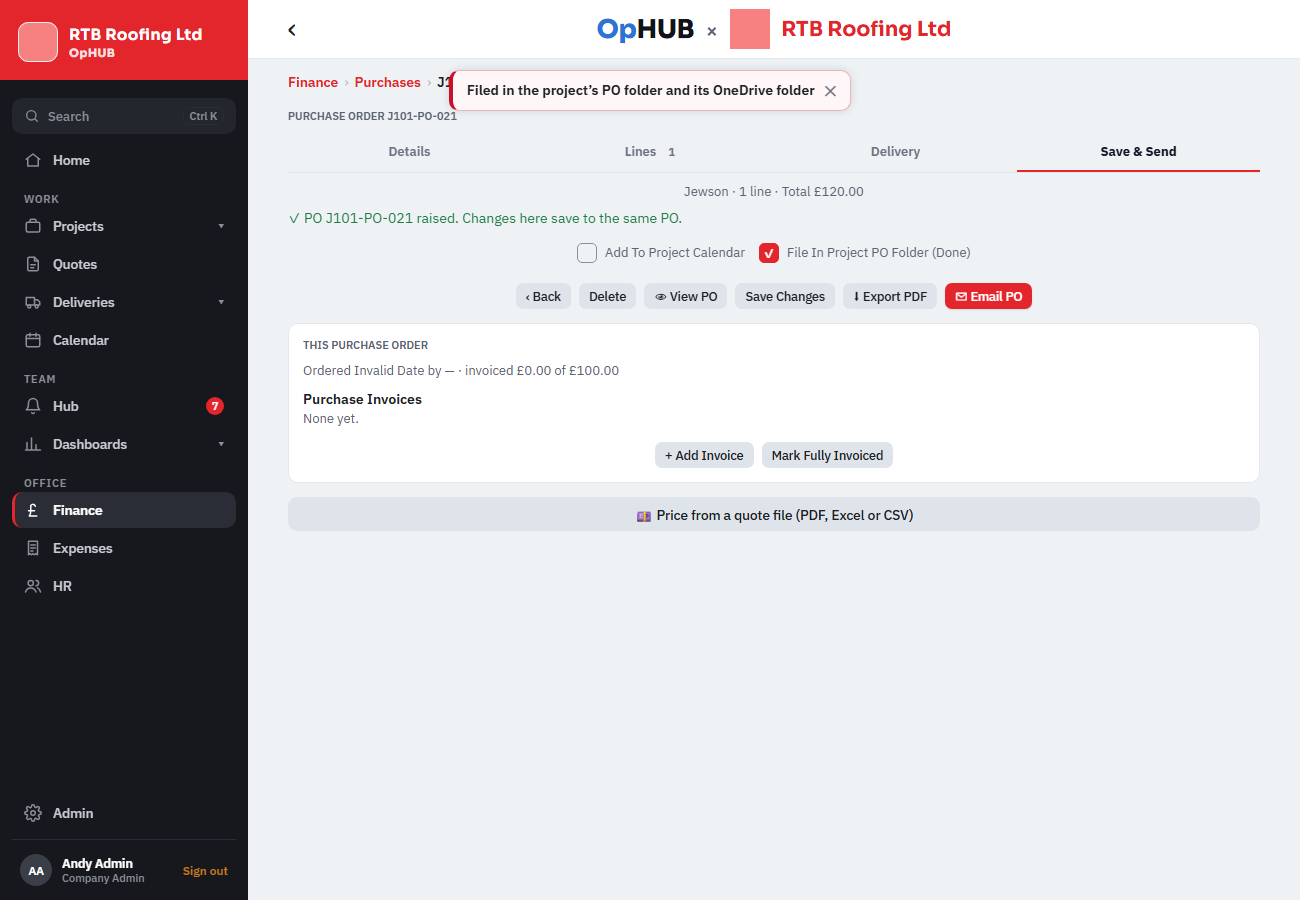 RTB Roofing Ltd
OpHUB
Search Ctrl K
Home
WORK
Projects
Quotes
Deliveries
Calendar
TEAM
Hub 7
Dashboards
OFFICE
Finance
Expenses
HR
Admin
AA Andy Admin
Company Admin
Sign out
OpHUB × RTB Roofing Ltd
Finance › Purchases › J1
Filed in the project’s PO folder and its OneDrive folder
PURCHASE ORDER J101-PO-021
Details Lines 1 Delivery Save & Send
Jewson · 1 line · Total £120.00
✓ PO J101-PO-021 raised. Changes here save to the same PO.
Add To Project Calendar File In Project PO Folder (Done)
‹ Back Delete View PO Save Changes Export PDF Email PO
THIS PURCHASE ORDER
Ordered Invalid Date by — · invoiced £0.00 of £100.00
Purchase Invoices
None yet.
+ Add Invoice Mark Fully Invoiced
Price from a quote file (PDF, Excel or CSV)